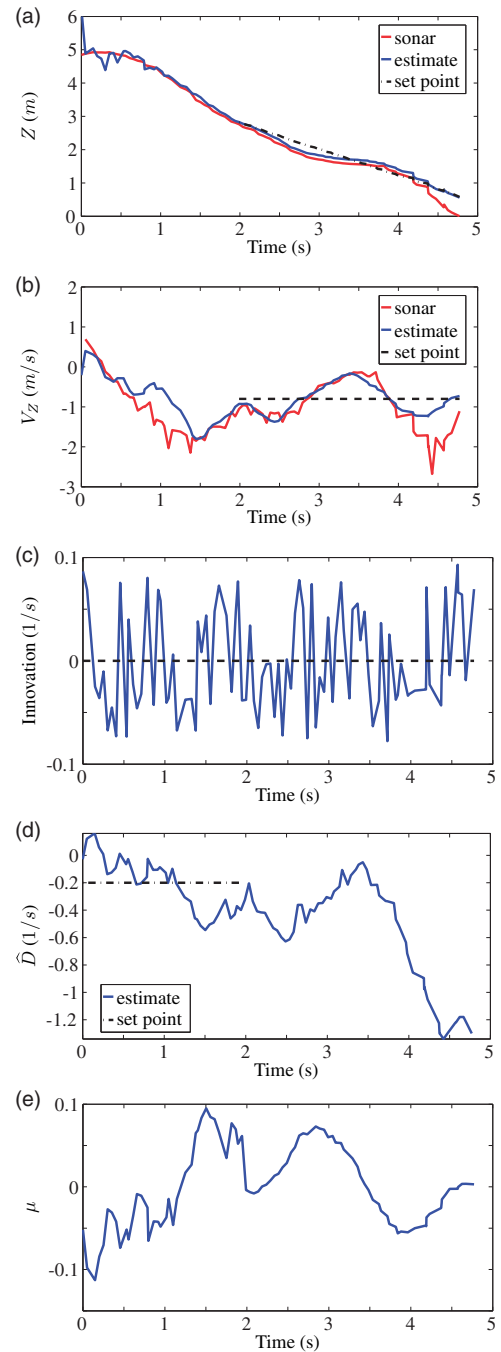 (a)
6
5
4
3
2
1
0
Z (m)
sonar
estimate
set point
0 1 2 3 4 5
Time (s)
(b)
2
1
0
-1
-2
-3
V_Z (m/s)
sonar
estimate
set point
0 1 2 3 4 5
Time (s)
(c)
0.1
0
-0.1
Innovation (1/s)
0 1 2 3 4 5
Time (s)
(d)
0
-0.2
-0.4
-0.6
-0.8
-1
-1.2
D̂ (1/s)
estimate
set point
0 1 2 3 4 5
Time (s)
(e)
0.1
0
-0.1
μ
0 1 2 3 4 5
Time (s)